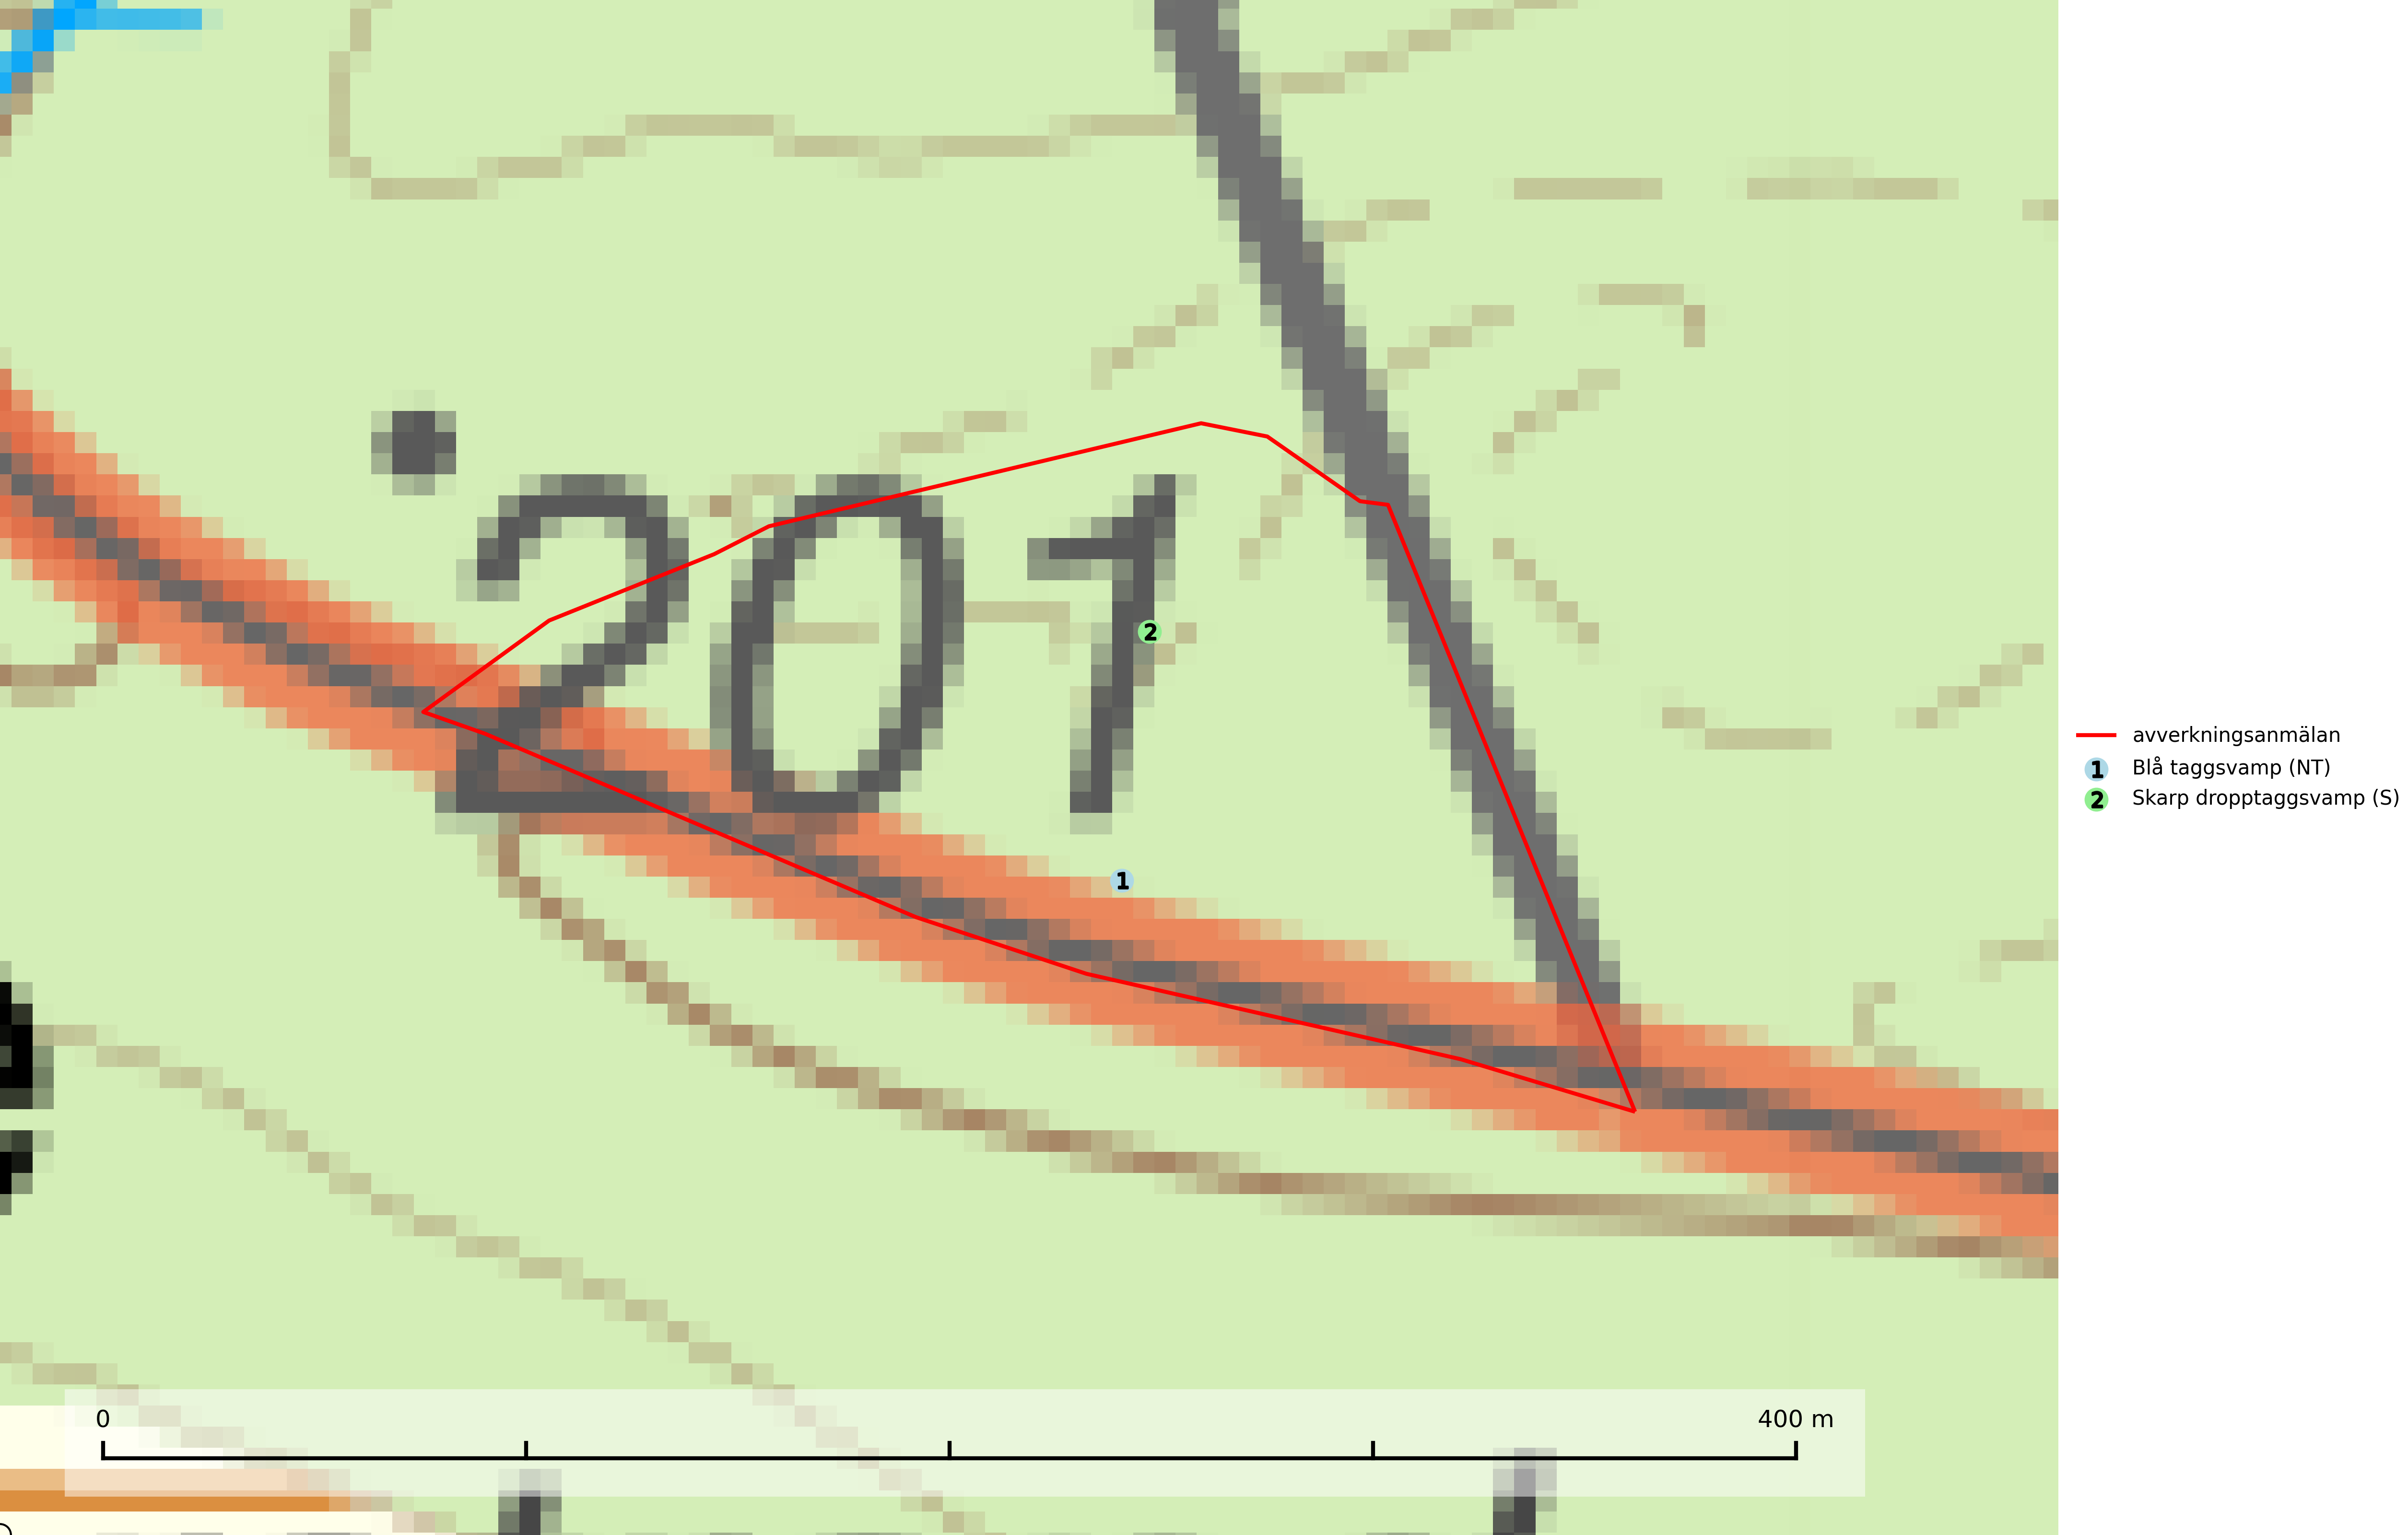 201
2
1
avverkningsanmälan
1 Blå taggsvamp (NT)
2 Skarp dropptaggsvamp (S)
0 400 m